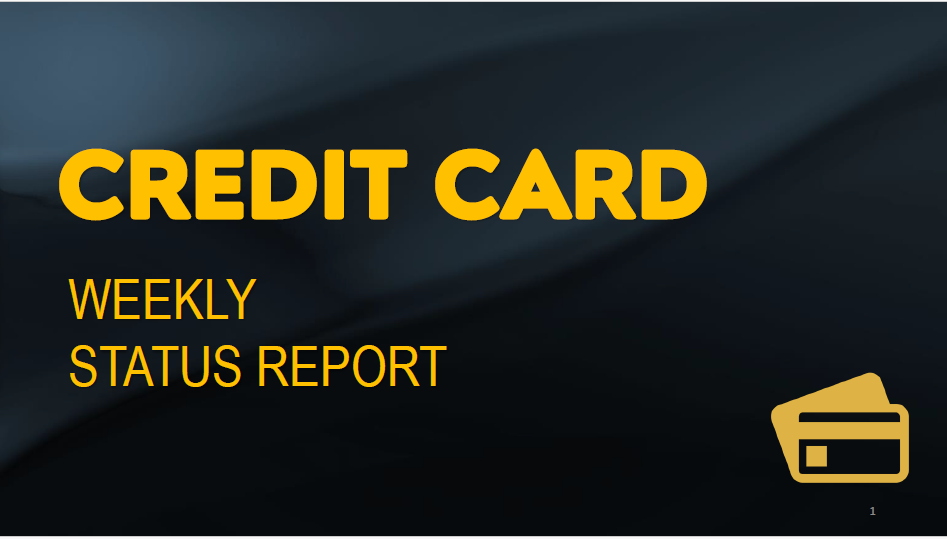 CREDIT CARD
WEEKLY
STATUS REPORT
1